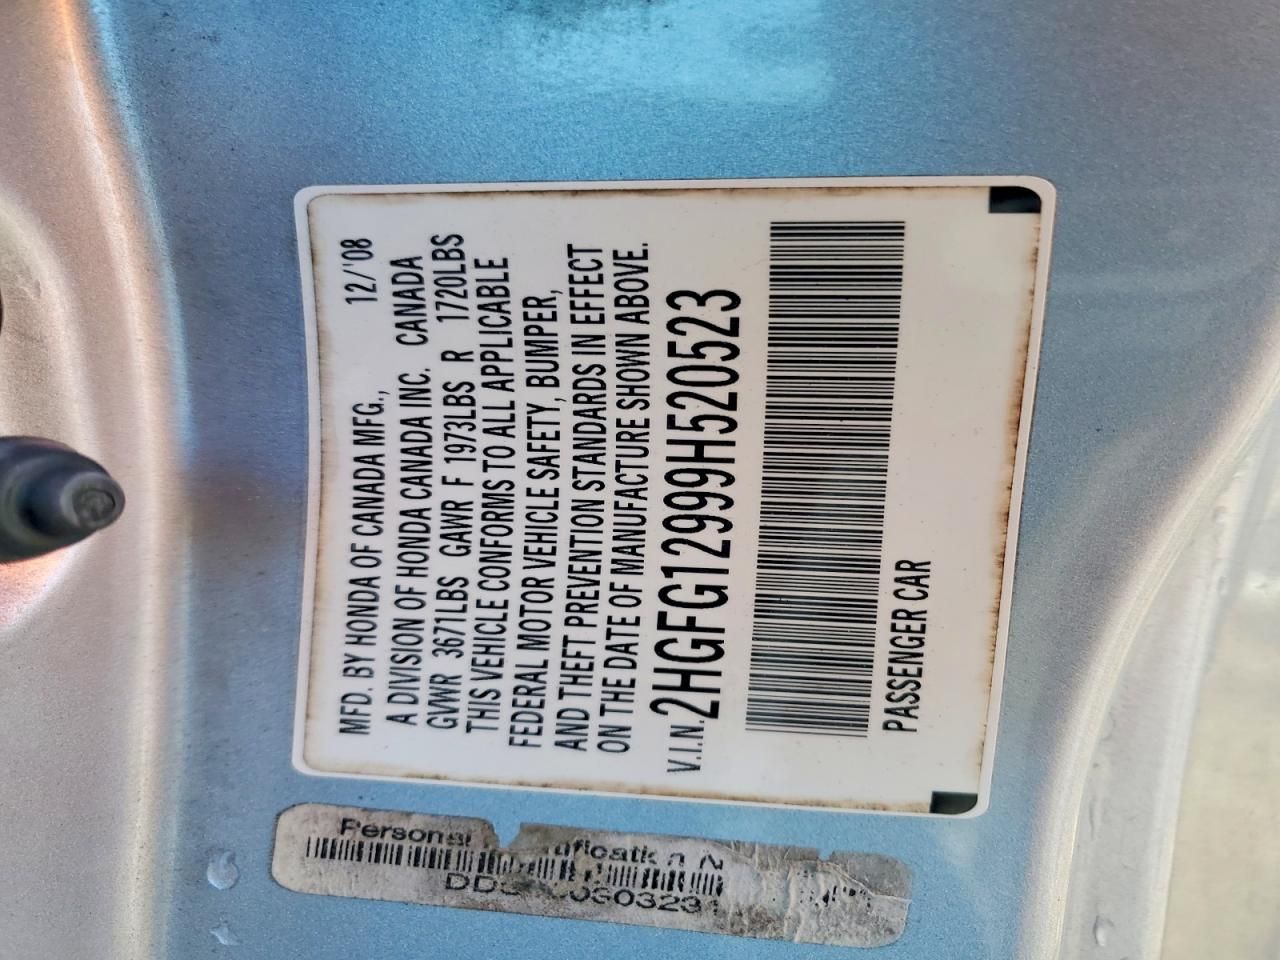 MFD. BY HONDA OF CANADA MFG., 12/'08
A DIVISION OF HONDA CANADA INC. CANADA
GVWR 3671LBS GAWR F 1973LBS R 1720LBS
THIS VEHICLE CONFORMS TO ALL APPLICABLE
FEDERAL MOTOR VEHICLE SAFETY, BUMPER,
AND THEFT PREVENTION STANDARDS IN EFFECT
ON THE DATE OF MANUFACTURE SHOWN ABOVE.
V.I.N. 2HGFG12999H520523
PASSENGER CAR
Personal